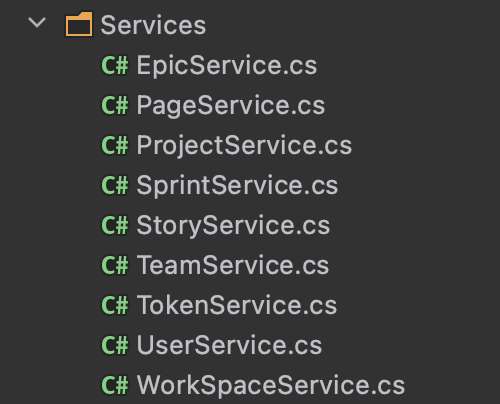 Services
C# EpicService.cs
C# PageService.cs
C# ProjectService.cs
C# SprintService.cs
C# StoryService.cs
C# TeamService.cs
C# TokenService.cs
C# UserService.cs
C# WorkSpaceService.cs